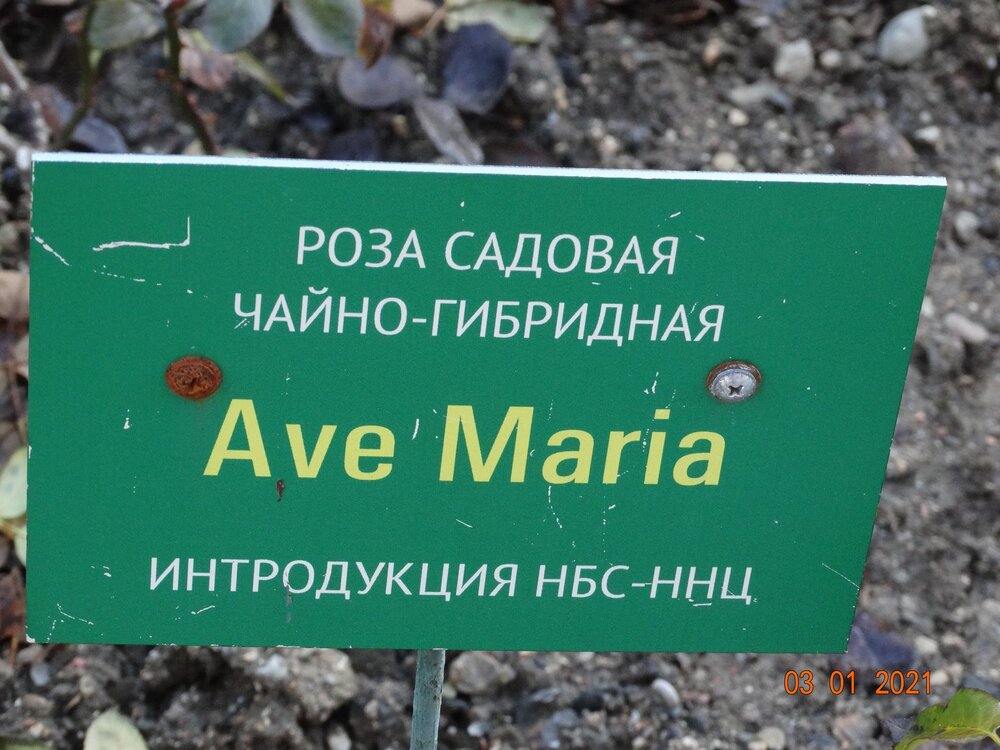 РОЗА САДОВАЯ
ЧАЙНО-ГИБРИДНАЯ
Ave Maria
ИНТРОДУКЦИЯ НБС-ННЦ
03 01 2021